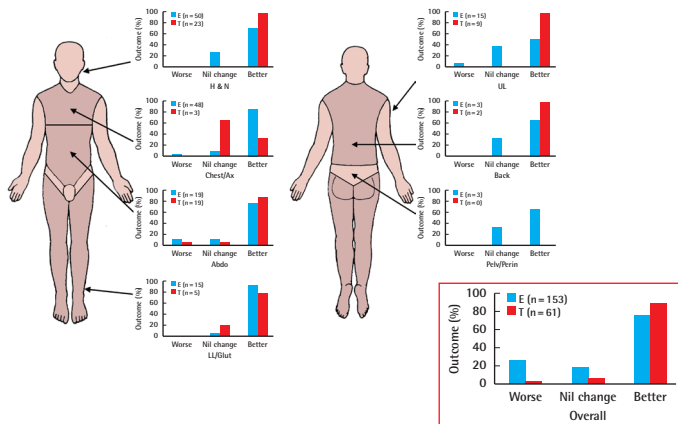 100
80
60
40
20
0
Outcome (%)
E (n = 50)
T (n = 23)
Worse Nil change Better
H & N
100
80
60
40
20
0
Outcome (%)
E (n = 48)
T (n = 3)
Worse Nil change Better
Chest/Ax
100
80
60
40
20
0
Outcome (%)
E (n = 19)
T (n = 19)
Worse Nil change Better
Abdo
100
80
60
40
20
0
Outcome (%)
E (n = 15)
T (n = 5)
Worse Nil change Better
LL/Glut
100
80
60
40
20
0
Outcome (%)
E (n = 15)
T (n = 9)
Worse Nil change Better
UL
100
80
60
40
20
0
Outcome (%)
E (n = 3)
T (n = 2)
Worse Nil change Better
Back
100
80
60
40
20
0
Outcome (%)
E (n = 3)
T (n = 0)
Worse Nil change Better
Pelv/Perin
100
80
60
40
20
0
Outcome (%)
E (n = 153)
T (n = 61)
Worse Nil change Better
Overall